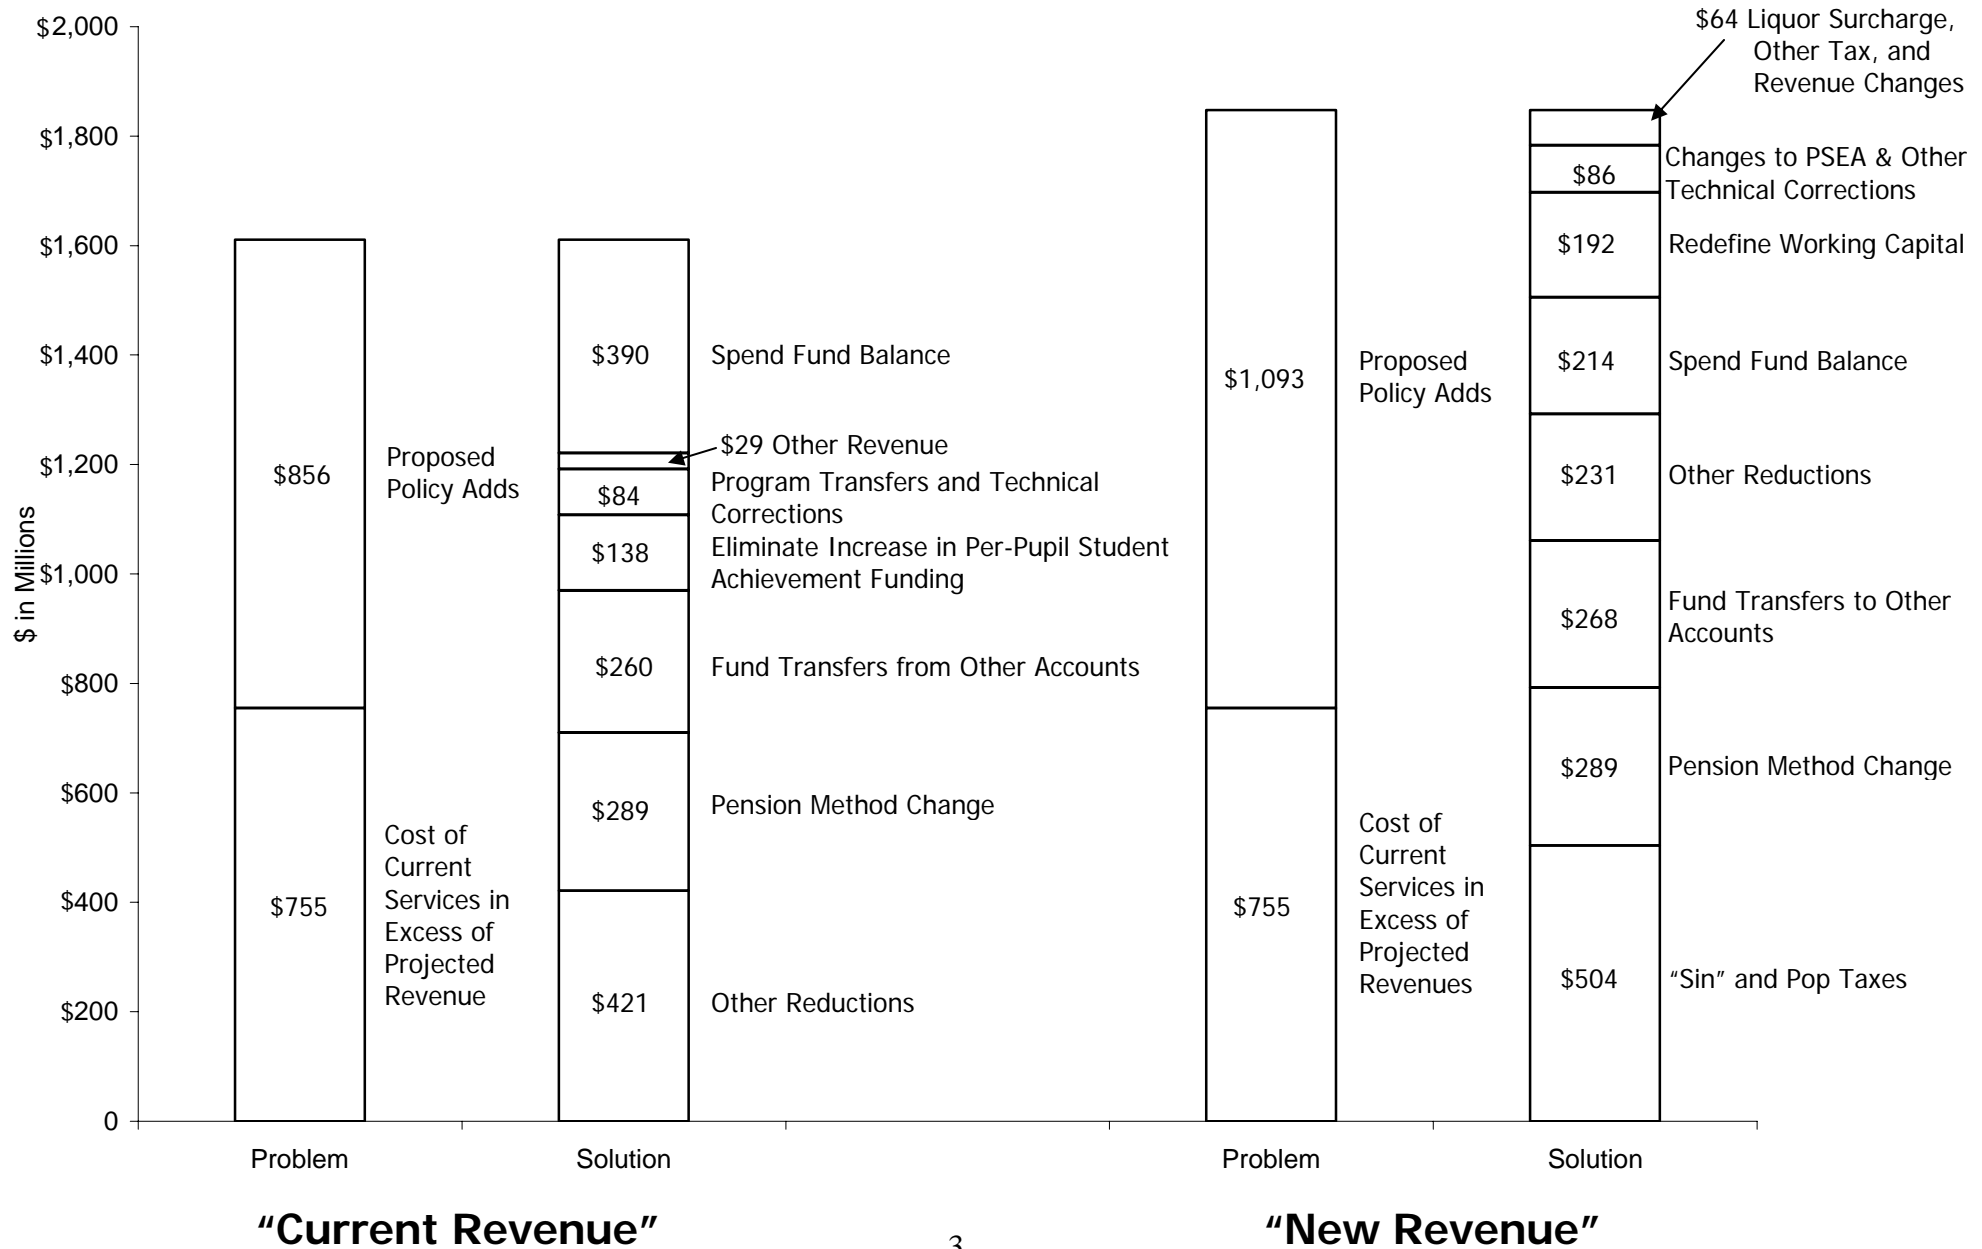 $2,000
$1,800
$1,600
$1,400
$1,200
$1,000
$800
$600
$400
$200
0
$ in Millions
$856
$755
Proposed
Policy Adds
Cost of
Current
Services in
Excess of
Projected
Revenue
$390
Spend Fund Balance
$29 Other Revenue
$84
Program Transfers and Technical
Corrections
$138
Eliminate Increase in Per-Pupil Student
Achievement Funding
$260
Fund Transfers from Other Accounts
$289
Pension Method Change
$421
Other Reductions
$1,093
Proposed
Policy Adds
$755
Cost of
Current
Services in
Excess of
Projected
Revenues
$64 Liquor Surcharge,
Other Tax, and
Revenue Changes
$86
Changes to PSEA & Other
Technical Corrections
$192
Redefine Working Capital
$214
Spend Fund Balance
$231
Other Reductions
$268
Fund Transfers to Other
Accounts
$289
Pension Method Change
$504
“Sin” and Pop Taxes
Problem
Solution
Problem
Solution
“Current Revenue”
3
“New Revenue”